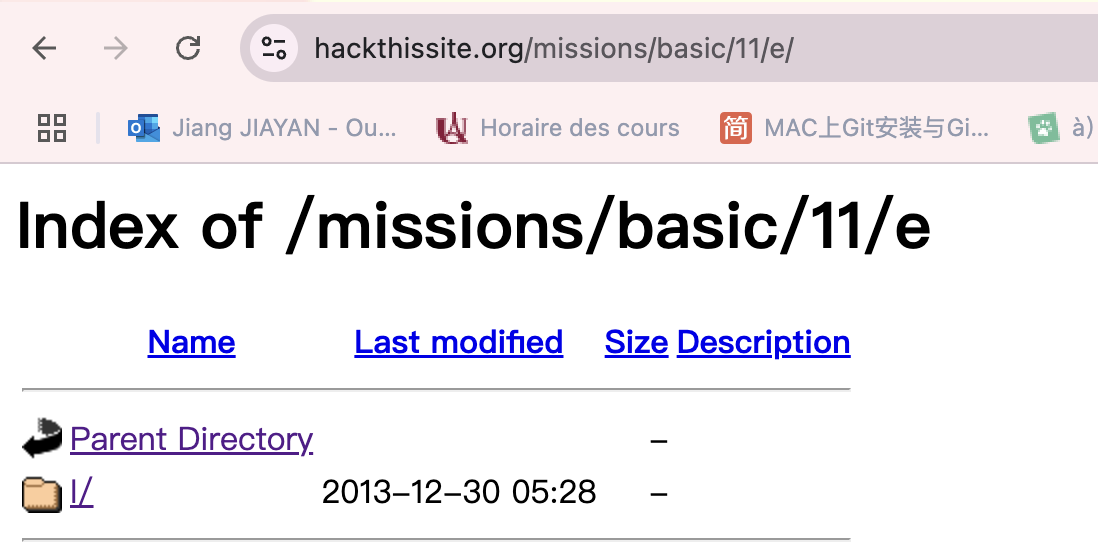 hackthissite.org/missions/basic/11/e/
Jiang JIAYAN - Ou... Horaire des cours 简 MAC上Git安装与Gi... à)
Index of /missions/basic/11/e
Name Last modified Size Description
Parent Directory –
l/ 2013-12-30 05:28 –